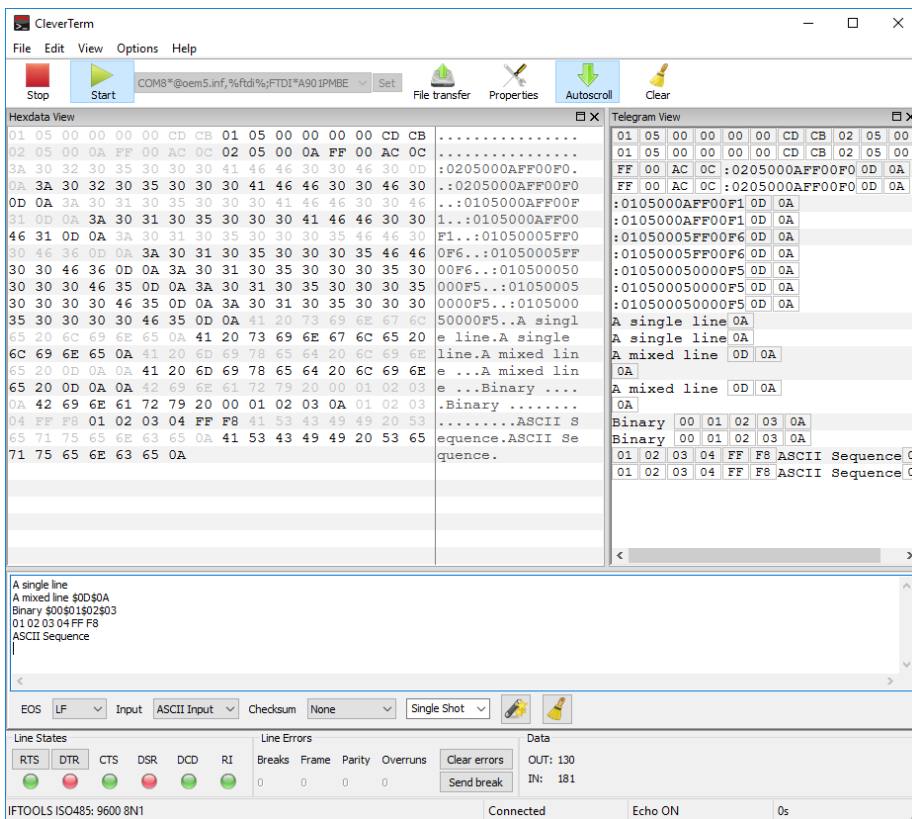 CleverTerm
File Edit View Options Help
COM8*@oem5.inf,%ftdi%;FTDI*A901PMBE Set
Stop Start File transfer Properties Autoscroll Clear
Hexdata View
01 05 00 00 00 00 CD CB 01 05 00 00 00 00 CD CB ................
02 05 00 0A FF 00 AC 0C 02 05 00 0A FF 00 AC 0C ................
3A 30 32 30 35 30 30 30 41 46 46 30 30 46 30 0D :0205000AFF00F0.
0A 3A 30 32 30 35 30 30 30 41 46 46 30 30 46 30 .:0205000AFF00F0
0D 0A 3A 30 31 30 35 30 30 30 41 46 46 30 30 46 ..:0105000AFF00F
31 0D 0A 3A 30 31 30 35 30 30 30 41 46 46 30 30 1..:0105000AFF00
46 31 0D 0A 3A 30 31 30 35 30 30 30 35 46 46 30 F1..:01050005FF0
30 46 36 0D 0A 3A 30 31 30 35 30 30 30 35 46 46 0F6..:01050005FF
30 30 46 36 0D 0A 3A 30 31 30 35 30 30 30 35 30 00F6..:010500050
30 30 30 46 35 0D 0A 3A 30 31 30 35 30 30 30 35 000F5..:01050005
30 30 30 30 46 35 0D 0A 3A 30 31 30 35 30 30 30 0000F5..:0105000
35 30 30 30 30 46 35 0D 0A 41 20 73 69 6E 67 6C 50000F5..A singl
65 20 6C 69 6E 65 0A 41 20 73 69 6E 67 6C 65 20 e line.A single
6C 69 6E 65 0A 41 20 6D 69 78 65 64 20 6C 69 6E line.A mixed lin
65 20 0D 0A 0A 41 20 6D 69 78 65 64 20 6C 69 6E e ...A mixed lin
65 20 0D 0A 0A 42 69 6E 61 72 79 20 00 01 02 03 e ...Binary ....
0A 42 69 6E 61 72 79 20 00 01 02 03 0A 01 02 03 .Binary ........
04 FF F8 01 02 03 04 FF F8 41 53 43 49 49 20 53 .........ASCII S
65 71 75 65 6E 63 65 0A 41 53 43 49 49 20 53 65 equence.ASCII Se
71 75 65 6E 63 65 0A quence.
Telegram View
01 05 00 00 00 00 CD CB 02 05 00
01 05 00 00 00 00 CD CB 02 05 00
FF 00 AC 0C :0205000AFF00F0 0D 0A
FF 00 AC 0C :0205000AFF00F0 0D 0A
:0105000AFF00F1 0D 0A
:0105000AFF00F1 0D 0A
:01050005FF00F6 0D 0A
:01050005FF00F6 0D 0A
:010500050000F5 0D 0A
:010500050000F5 0D 0A
A single line 0A
A single line 0A
A mixed line 0D 0A
0A
A mixed line 0D 0A
0A
Binary 00 01 02 03 0A
Binary 00 01 02 03 0A
01 02 03 04 FF F8 ASCII Sequence
01 02 03 04 FF F8 ASCII Sequence
A single line
A mixed line $0D$0A
Binary $00$01$02$03
01 02 03 04 FF F8
ASCII Sequence
EOS LF Input ASCII Input Checksum None Single Shot
Line States
RTS DTR CTS DSR DCD RI
Line Errors
Breaks Frame Parity Overruns Clear errors
0 0 0 0 Send break
Data
OUT: 130
IN: 181
IFTOOLS ISO485: 9600 8N1 Connected Echo ON 0s